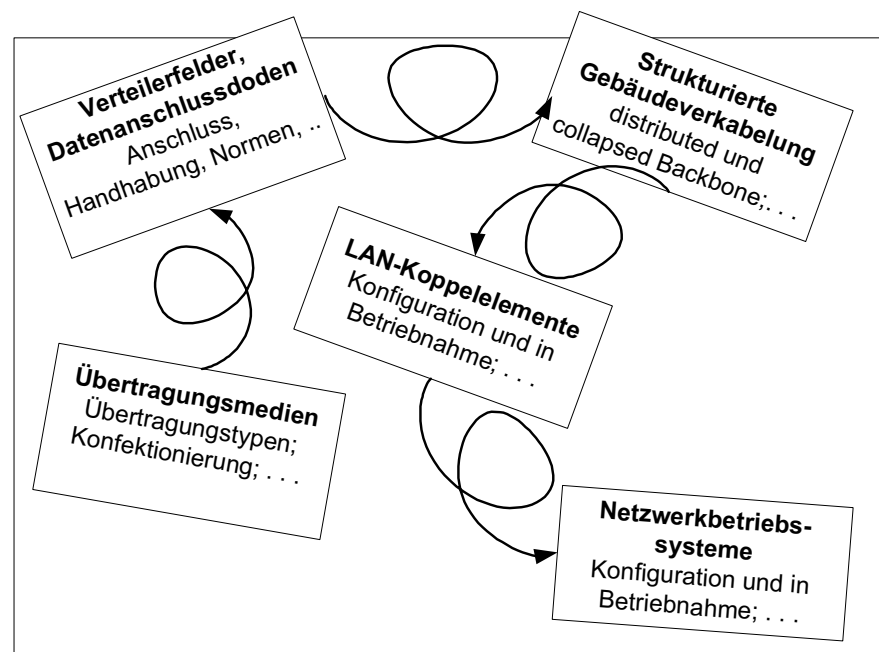 Verteilerfelder,
Datenanschlussdoden
Anschluss,
Handhabung, Normen, ..
Strukturierte
Gebäudeverkabelung
distributed und
collapsed Backbone;. . .
LAN-Koppelelemente
Konfiguration und in
Betriebnahme; . . .
Übertragungsmedien
Übertragungstypen;
Konfektionierung; . . .
Netzwerkbetriebs-
systeme
Konfiguration und in
Betriebnahme; . . .